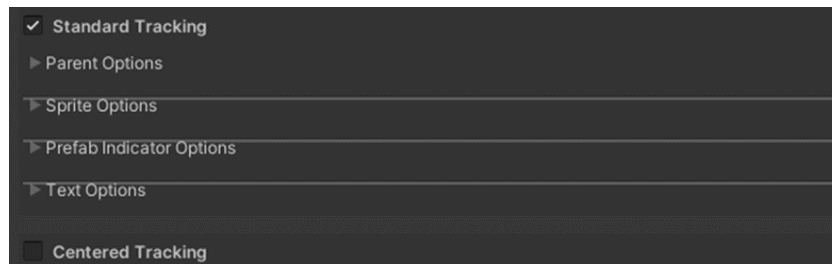 Standard Tracking
Parent Options
Sprite Options
Prefab Indicator Options
Text Options
Centered Tracking